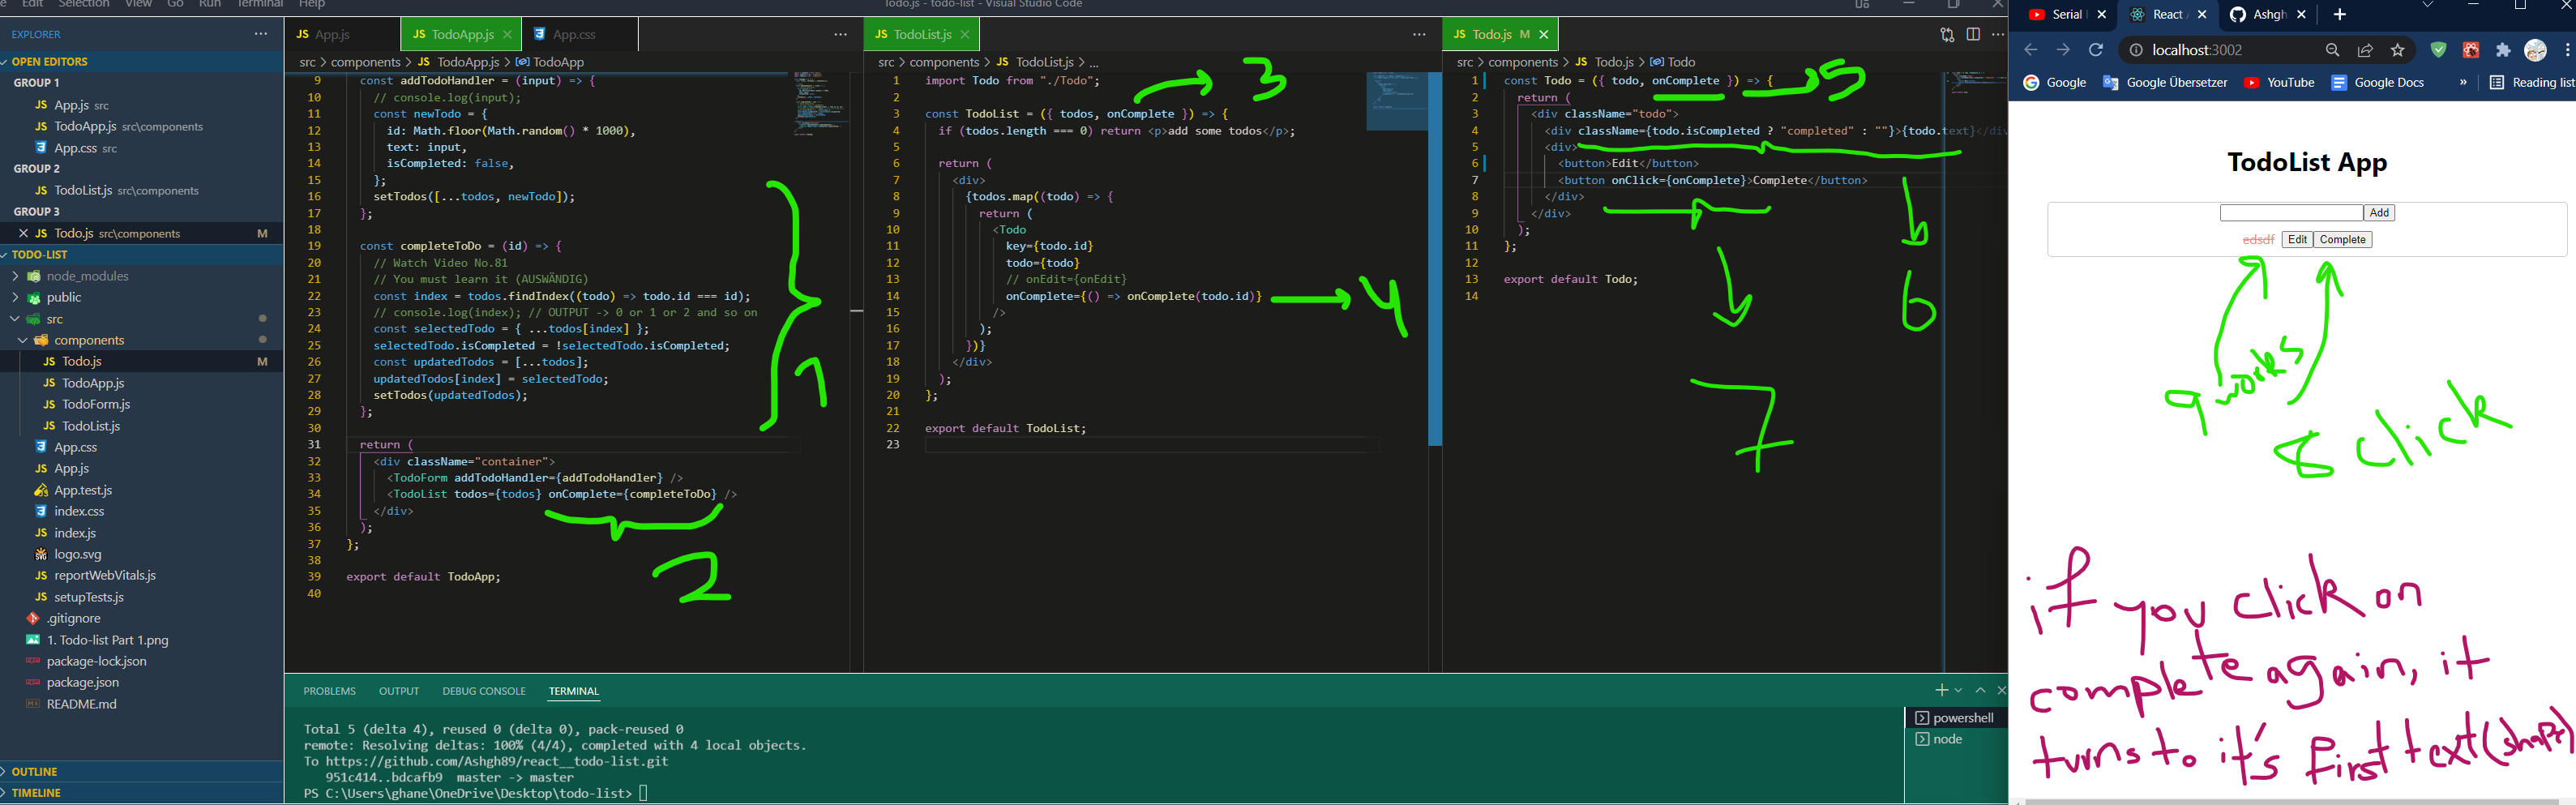 e Edit Selection View Go Run Terminal Help
Todo.js - todo-list - Visual Studio Code
EXPLORER ...
OPEN EDITORS
GROUP 1
JS App.js src
JS TodoApp.js src\components
App.css src
GROUP 2
JS TodoList.js src\components
GROUP 3
JS Todo.js src\components M
TODO-LIST
node_modules
public
src
components
JS Todo.js M
JS TodoApp.js
JS TodoForm.js
JS TodoList.js
App.css
JS App.js
App.test.js
index.css
JS index.js
logo.svg
JS reportWebVitals.js
JS setupTests.js
.gitignore
1. Todo-list Part 1.png
package-lock.json
package.json
README.md
OUTLINE
TIMELINE
JS App.js
JS TodoApp.js
App.css
src > components > JS TodoApp.js > TodoApp
9 const addTodoHandler = (input) => {
10 // console.log(input);
11 const newTodo = {
12 id: Math.floor(Math.random() * 1000),
13 text: input,
14 isCompleted: false,
15 };
16 setTodos([...todos, newTodo]);
17 };
18
19 const completeToDo = (id) => {
20 // Watch Video No.81
21 // You must learn it (AUSWÄNDIG)
22 const index = todos.findIndex((todo) => todo.id === id);
23 // console.log(index); // OUTPUT -> 0 or 1 or 2 and so on
24 const selectedTodo = { ...todos[index] };
25 selectedTodo.isCompleted = !selectedTodo.isCompleted;
26 const updatedTodos = [...todos];
27 updatedTodos[index] = selectedTodo;
28 setTodos(updatedTodos);
29 };
30
31 return (
32 <div className="container">
33 <TodoForm addTodoHandler={addTodoHandler} />
34 <TodoList todos={todos} onComplete={completeToDo} />
35 </div>
36 );
37 };
38
39 export default TodoApp;
40
1
2
JS TodoList.js
src > components > JS TodoList.js > ...
1 import Todo from "./Todo";
2
3 const TodoList = ({ todos, onComplete }) => {
4 if (todos.length === 0) return <p>add some todos</p>;
5
6 return (
7 <div>
8 {todos.map((todo) => {
9 return (
10 <Todo
11 key={todo.id}
12 todo={todo}
13 // onEdit={onEdit}
14 onComplete={() => onComplete(todo.id)}
15 />
16 );
17 })}
18 </div>
19 );
20 };
21
22 export default TodoList;
23
3
4
JS Todo.js M
src > components > JS Todo.js > Todo
1 const Todo = ({ todo, onComplete }) => {
2 return (
3 <div className="todo">
4 <div className={todo.isCompleted ? "completed" : ""}>{todo.text}</div
5 <div>
6 <button>Edit</button>
7 <button onClick={onComplete}>Complete</button>
8 </div>
9 </div>
10 );
11 };
12
13 export default Todo;
14
5
6
7
PROBLEMS OUTPUT DEBUG CONSOLE TERMINAL
Total 5 (delta 4), reused 0 (delta 0), pack-reused 0
remote: Resolving deltas: 100% (4/4), completed with 4 local objects.
To https://github.com/Ashgh89/react__todo-list.git
951c414..bdcafb9 master -> master
PS C:\Users\ghane\OneDrive\Desktop\todo-list>
powershell
node
Serial
React
Ashgh
localhost:3002
Google Google Übersetzer YouTube Google Docs » Reading list
TodoList App
Add
edsdf Edit Complete
9 works
8 click
if you click on
complete again, it
turns to it's first text (shape)